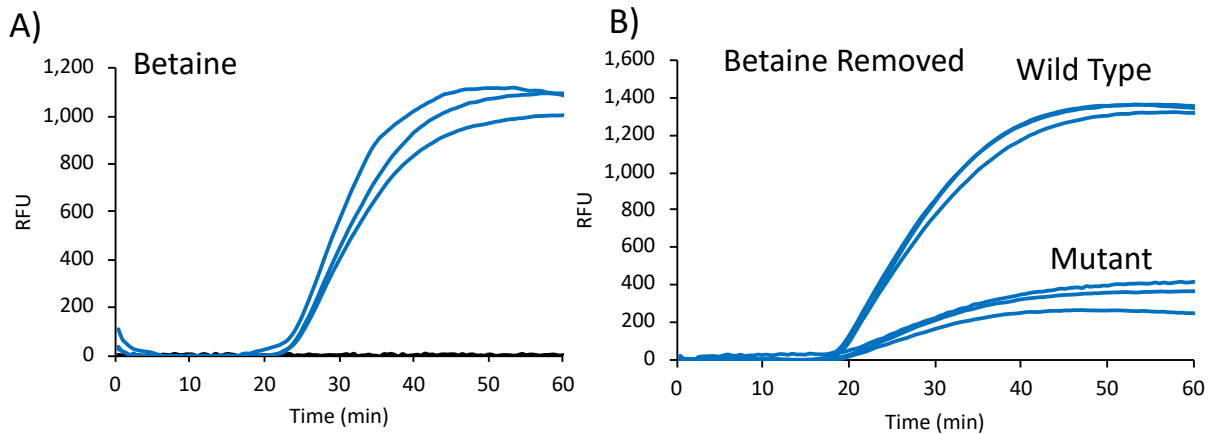 A)
Betaine
1,200
1,000
800
600
400
200
0
RFU
0 10 20 30 40 50 60
Time (min)
B)
Betaine Removed
Wild Type
Mutant
1,600
1,400
1,200
1,000
800
600
400
200
0
RFU
0 10 20 30 40 50 60
Time (min)